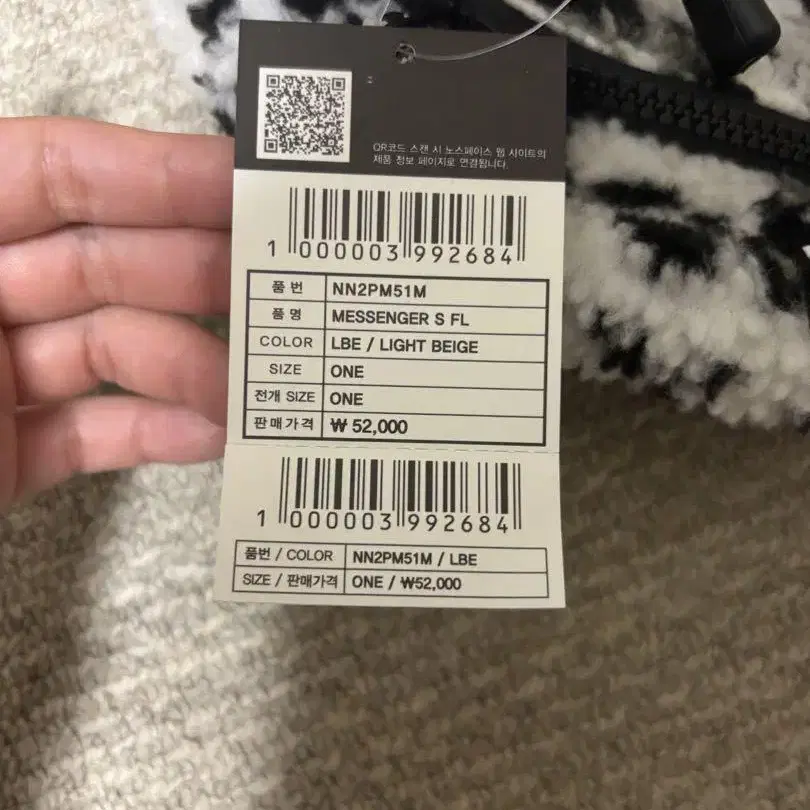 QR코드 스캔 시 노스페이스 웹 사이트의
제품 정보 페이지로 연결됩니다.
1 000003 992684
품번 NN2PM51M
품명 MESSENGER S FL
COLOR LBE / LIGHT BEIGE
SIZE ONE
전개 SIZE ONE
판매가격 ₩ 52,000
1 000003 992684
품번 / COLOR NN2PM51M / LBE
SIZE / 판매가격 ONE / ₩52,000